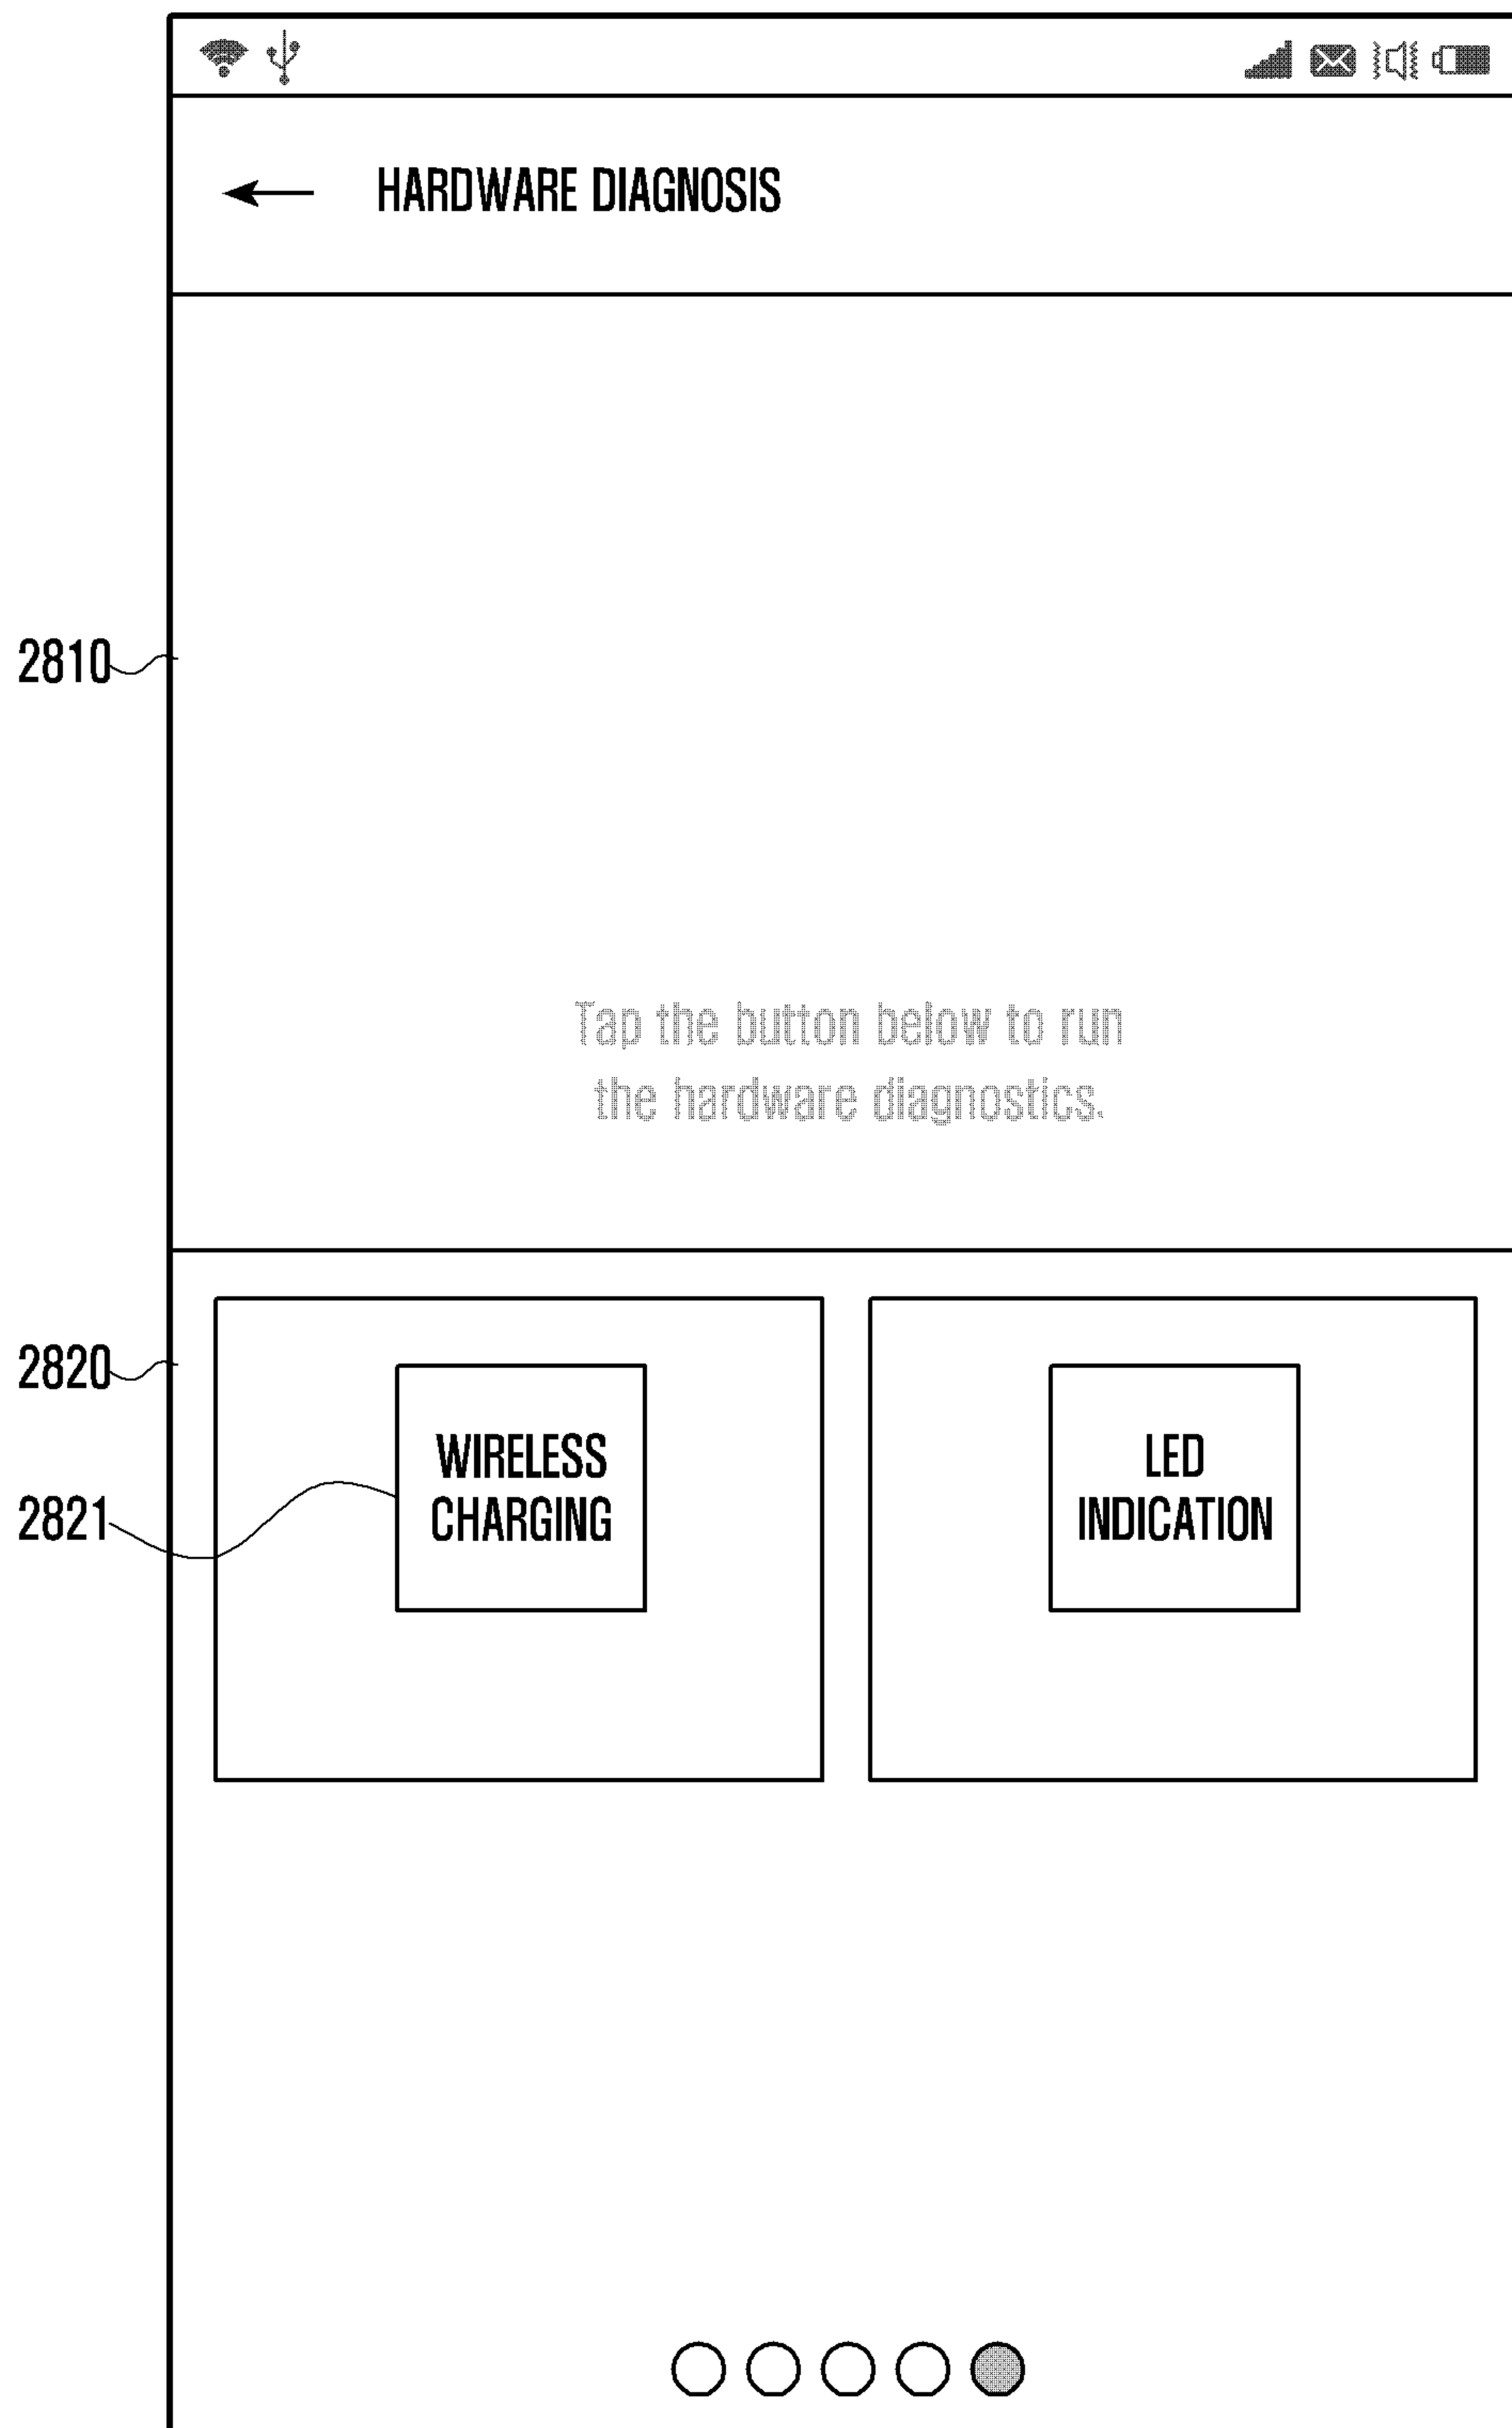 HARDWARE DIAGNOSIS
2810
Tap the button below to run
the hardware diagnostics.
2820
WIRELESS
CHARGING
LED
INDICATION
2821